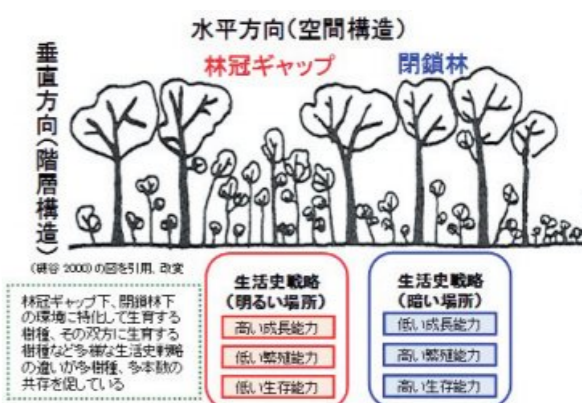 水平方向(空間構造)
林冠ギャップ
閉鎖林
垂直方向(階層構造)
(磯谷 2000)の図を引用、改変
林冠ギャップ下、閉鎖林下
の環境に特化して生育する
樹種、その双方に生育する
樹種など多様な生活史戦略
の違いが多樹種、多本数の
共存を促している
生活史戦略
(明るい場所)
高い成長能力
低い繁殖能力
低い生存能力
生活史戦略
(暗い場所)
低い成長能力
高い繁殖能力
高い生存能力